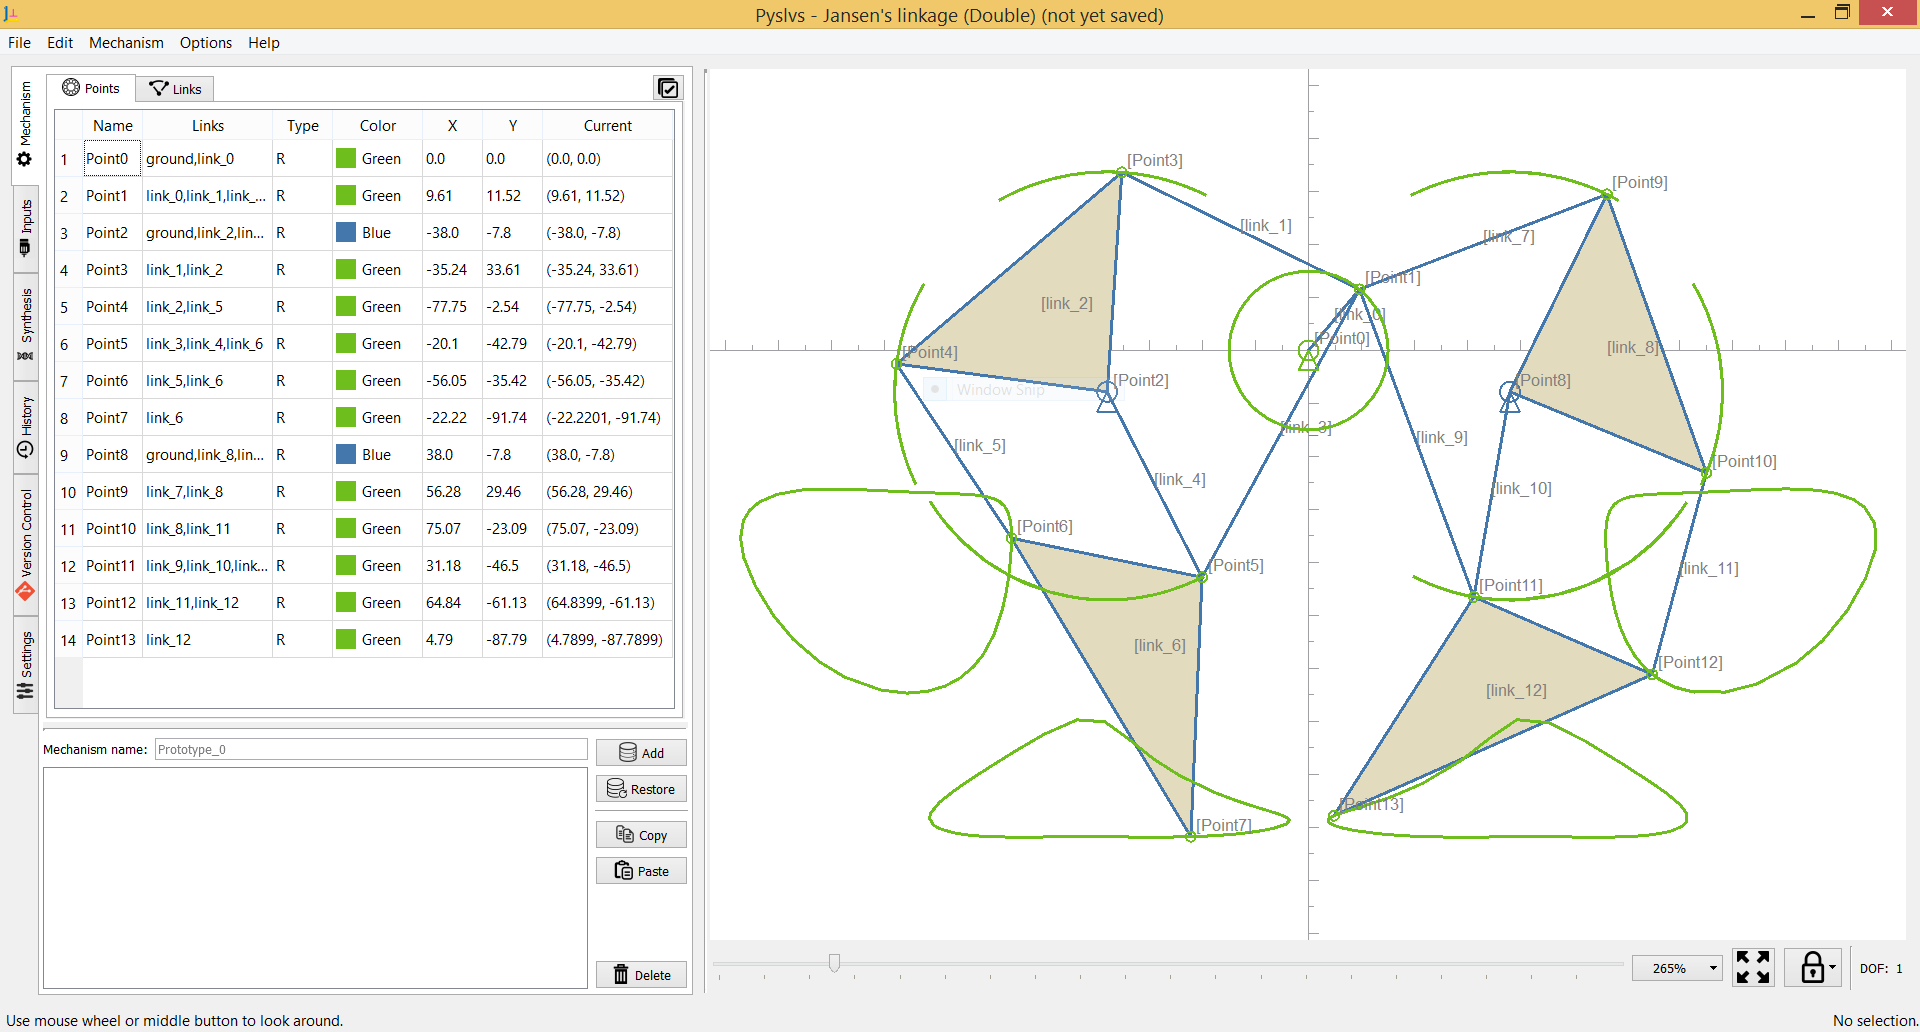 Pyslvs - Jansen's linkage (Double) (not yet saved)
File Edit Mechanism Options Help
Mechanism
Inputs
Synthesis
History
Version Control
Settings
Points Links
Name Links Type Color X Y Current
1 Point0 ground,link_0 R Green 0.0 0.0 (0.0, 0.0)
2 Point1 link_0,link_1,link_... R Green 9.61 11.52 (9.61, 11.52)
3 Point2 ground,link_2,lin... R Blue -38.0 -7.8 (-38.0, -7.8)
4 Point3 link_1,link_2 R Green -35.24 33.61 (-35.24, 33.61)
5 Point4 link_2,link_5 R Green -77.75 -2.54 (-77.75, -2.54)
6 Point5 link_3,link_4,link_6 R Green -20.1 -42.79 (-20.1, -42.79)
7 Point6 link_5,link_6 R Green -56.05 -35.42 (-56.05, -35.42)
8 Point7 link_6 R Green -22.22 -91.74 (-22.2201, -91.74)
9 Point8 ground,link_8,lin... R Blue 38.0 -7.8 (38.0, -7.8)
10 Point9 link_7,link_8 R Green 56.28 29.46 (56.28, 29.46)
11 Point10 link_8,link_11 R Green 75.07 -23.09 (75.07, -23.09)
12 Point11 link_9,link_10,link... R Green 31.18 -46.5 (31.18, -46.5)
13 Point12 link_11,link_12 R Green 64.84 -61.13 (64.8399, -61.13)
14 Point13 link_12 R Green 4.79 -87.79 (4.7899, -87.7899)
Mechanism name: Prototype_0
Add
Restore
Copy
Paste
Delete
[Point3]
[Point9]
[link_1]
[link_7]
[Point1]
[link_2]
[link_0]
[Point0]
[link_8]
[Point4]
[Point2]
[Point8]
Window Snip
[link_3]
[link_9]
[link_5]
[Point10]
[link_4]
[link_10]
[Point6]
[Point5]
[link_11]
[Point11]
[link_6]
[Point12]
[link_12]
[Point13]
[Point7]
265%
DOF: 1
Use mouse wheel or middle button to look around.
No selection.